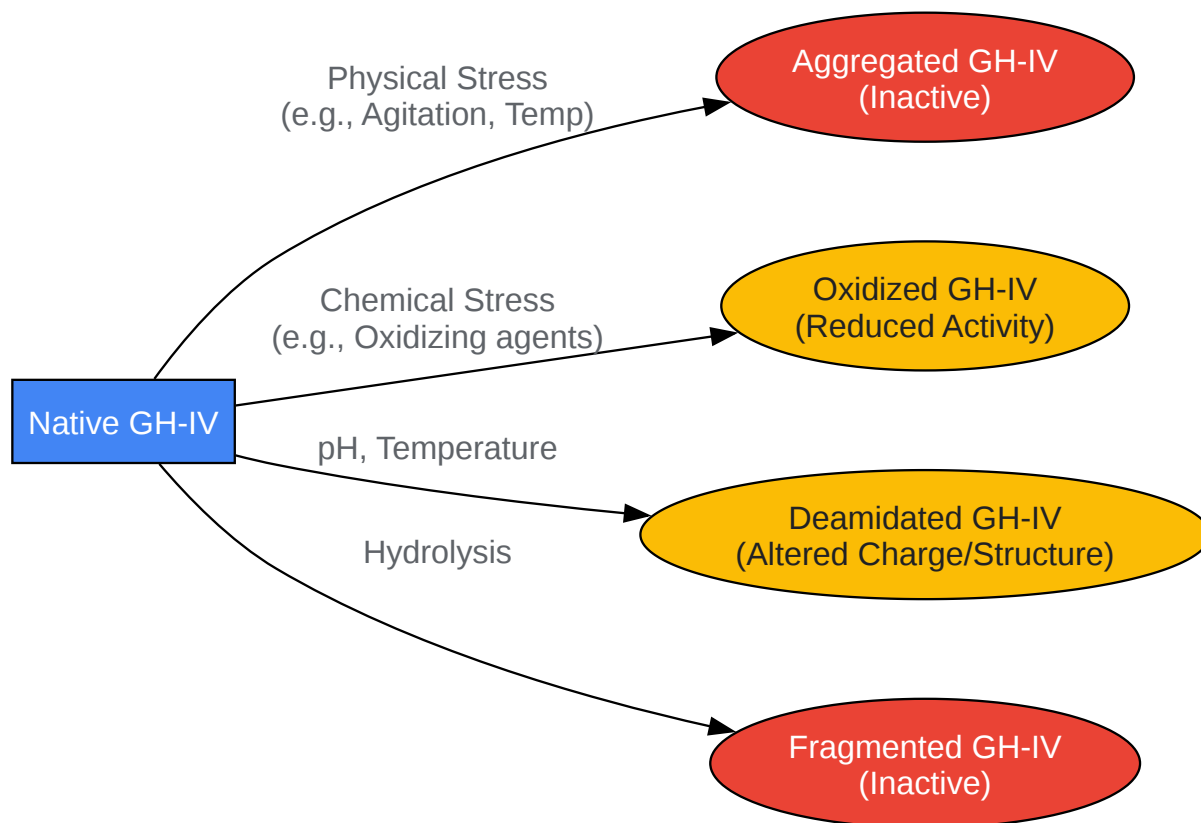 Physical Stress
(e.g., Agitation, Temp)
Aggregated GH-IV
(Inactive)
Chemical Stress
(e.g., Oxidizing agents)
Oxidized GH-IV
(Reduced Activity)
Native GH-IV
pH, Temperature
Deamidated GH-IV
(Altered Charge/Structure)
Hydrolysis
Fragmented GH-IV
(Inactive)